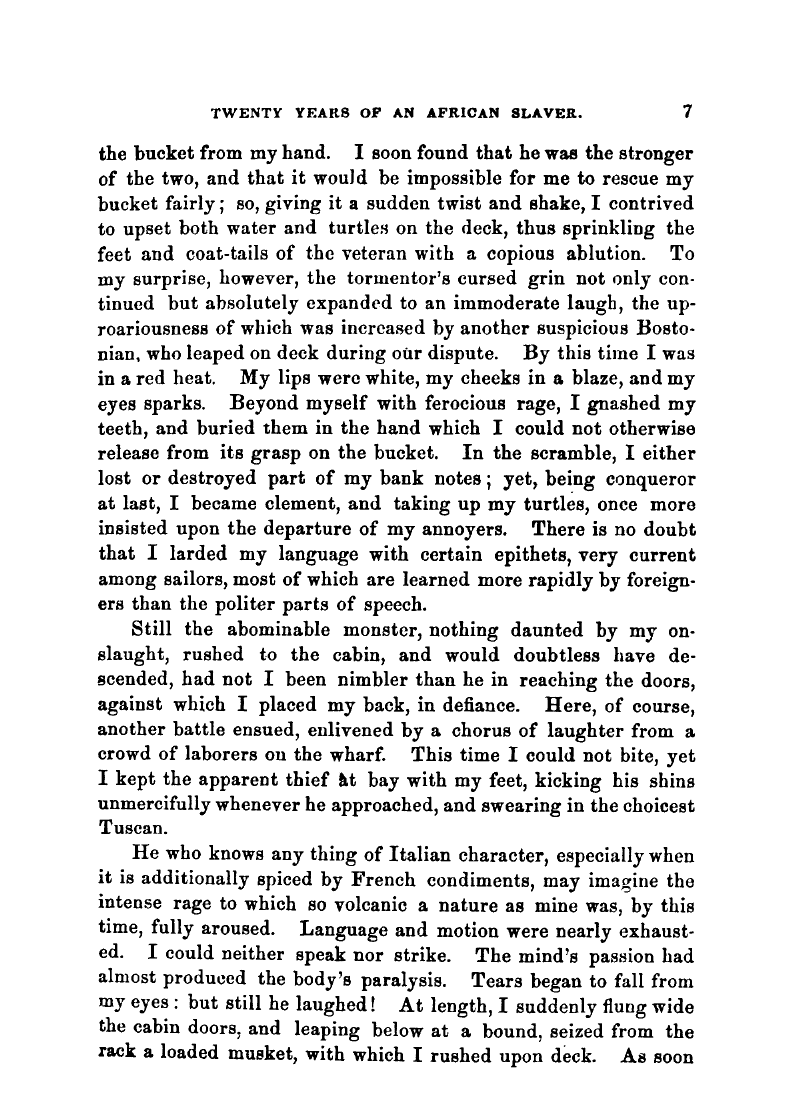 TWENTY YEARS OF AN AFRICAN SLAVER. 7
the bucket from my hand. I soon found that he was the stronger
of the two, and that it would be impossible for me to rescue my
bucket fairly; so, giving it a sudden twist and shake, I contrived
to upset both water and turtles on the deck, thus sprinkling the
feet and coat-tails of the veteran with a copious ablution. To
my surprise, however, the tormentor's cursed grin not only con-
tinued but absolutely expanded to an immoderate laugh, the up-
roariousness of which was increased by another suspicious Bosto-
nian, who leaped on deck during our dispute. By this time I was
in a red heat. My lips were white, my cheeks in a blaze, and my
eyes sparks. Beyond myself with ferocious rage, I gnashed my
teeth, and buried them in the hand which I could not otherwise
release from its grasp on the bucket. In the scramble, I either
lost or destroyed part of my bank notes; yet, being conqueror
at last, I became clement, and taking up my turtles, once more
insisted upon the departure of my annoyers. There is no doubt
that I larded my language with certain epithets, very current
among sailors, most of which are learned more rapidly by foreign-
ers than the politer parts of speech.
Still the abominable monster, nothing daunted by my on-
slaught, rushed to the cabin, and would doubtless have de-
scended, had not I been nimbler than he in reaching the doors,
against which I placed my back, in defiance. Here, of course,
another battle ensued, enlivened by a chorus of laughter from a
crowd of laborers on the wharf. This time I could not bite, yet
I kept the apparent thief at bay with my feet, kicking his shins
unmercifully whenever he approached, and swearing in the choicest
Tuscan.
He who knows any thing of Italian character, especially when
it is additionally spiced by French condiments, may imagine the
intense rage to which so volcanic a nature as mine was, by this
time, fully aroused. Language and motion were nearly exhaust-
ed. I could neither speak nor strike. The mind's passion had
almost produced the body's paralysis. Tears began to fall from
my eyes: but still he laughed! At length, I suddenly flung wide
the cabin doors, and leaping below at a bound, seized from the
rack a loaded musket, with which I rushed upon deck. As soon